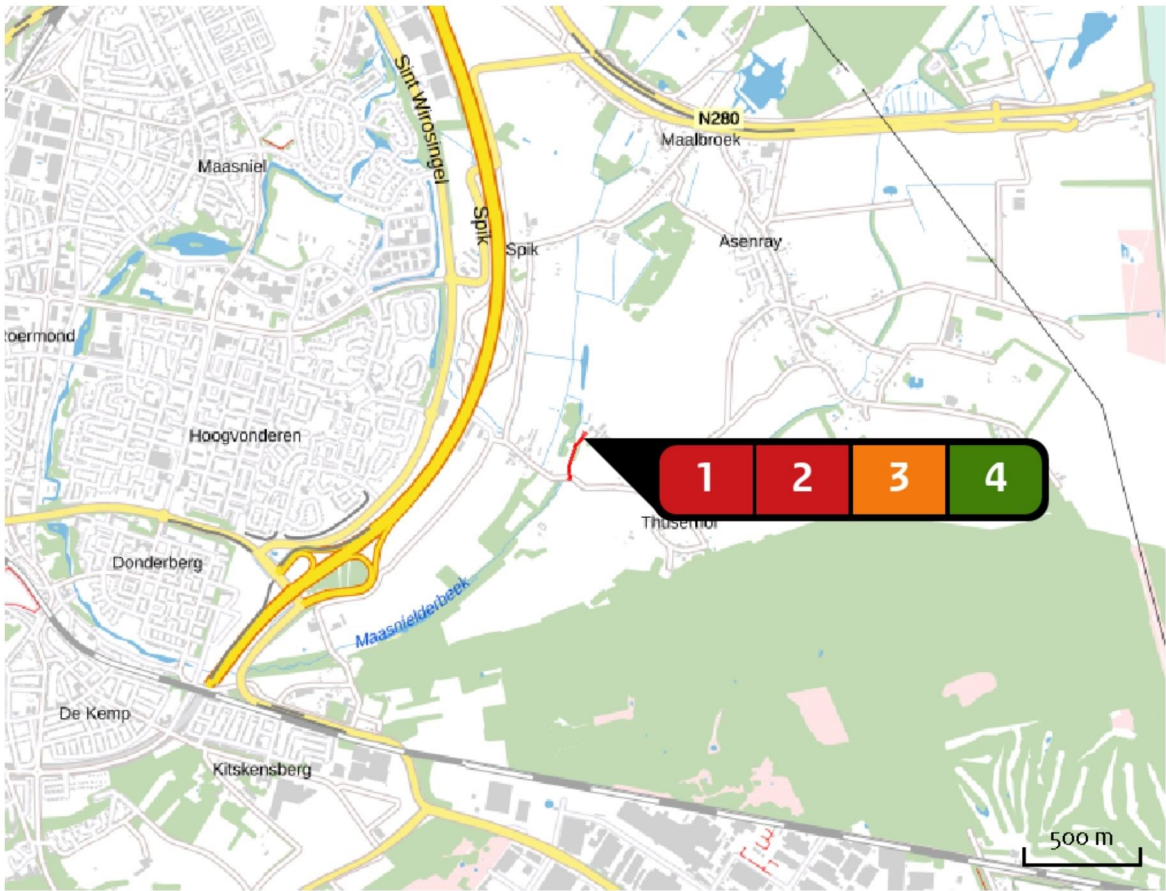 Sint Wirosingel
N280
Maalbroek
Maasniel
Spik
Spik
Asenray
oermond
Hoogvonderen
1 2 3 4
Thuserhof
Donderberg
Maasnielderbeek
De Kemp
Kitskensberg
500 m